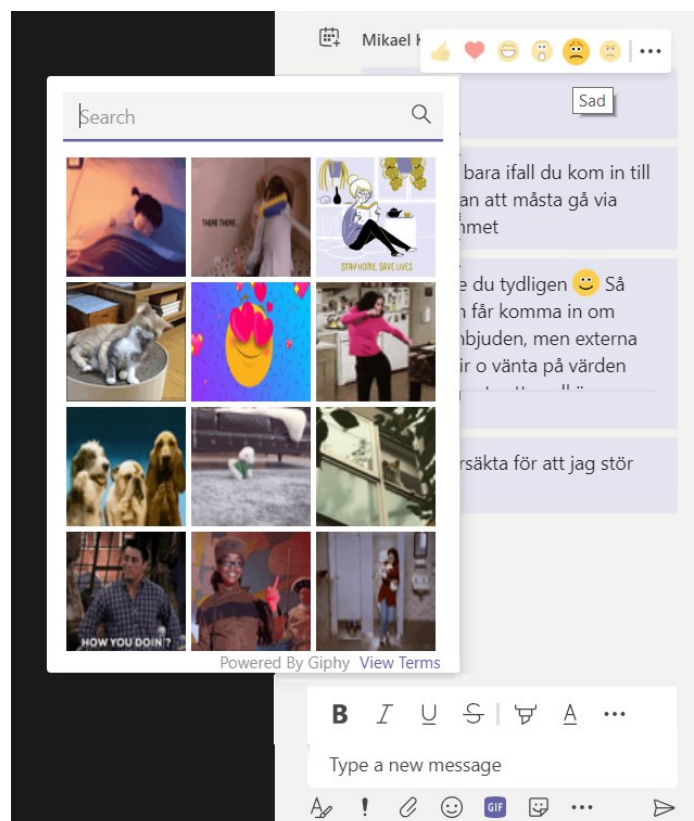 Mikael
Sad
Search
THERE THERE...
STAY HOME. SAVE LIVES
bara ifall du kom in till
an att måsta gå via
nmet
e du tydligen 🙂 Så
får komma in om
nbjuden, men externa
ir o vänta på värden
rsäkta för att jag stör
HOW YOU DOIN'?
Powered By Giphy View Terms
B I U S A ...
Type a new message
GIF